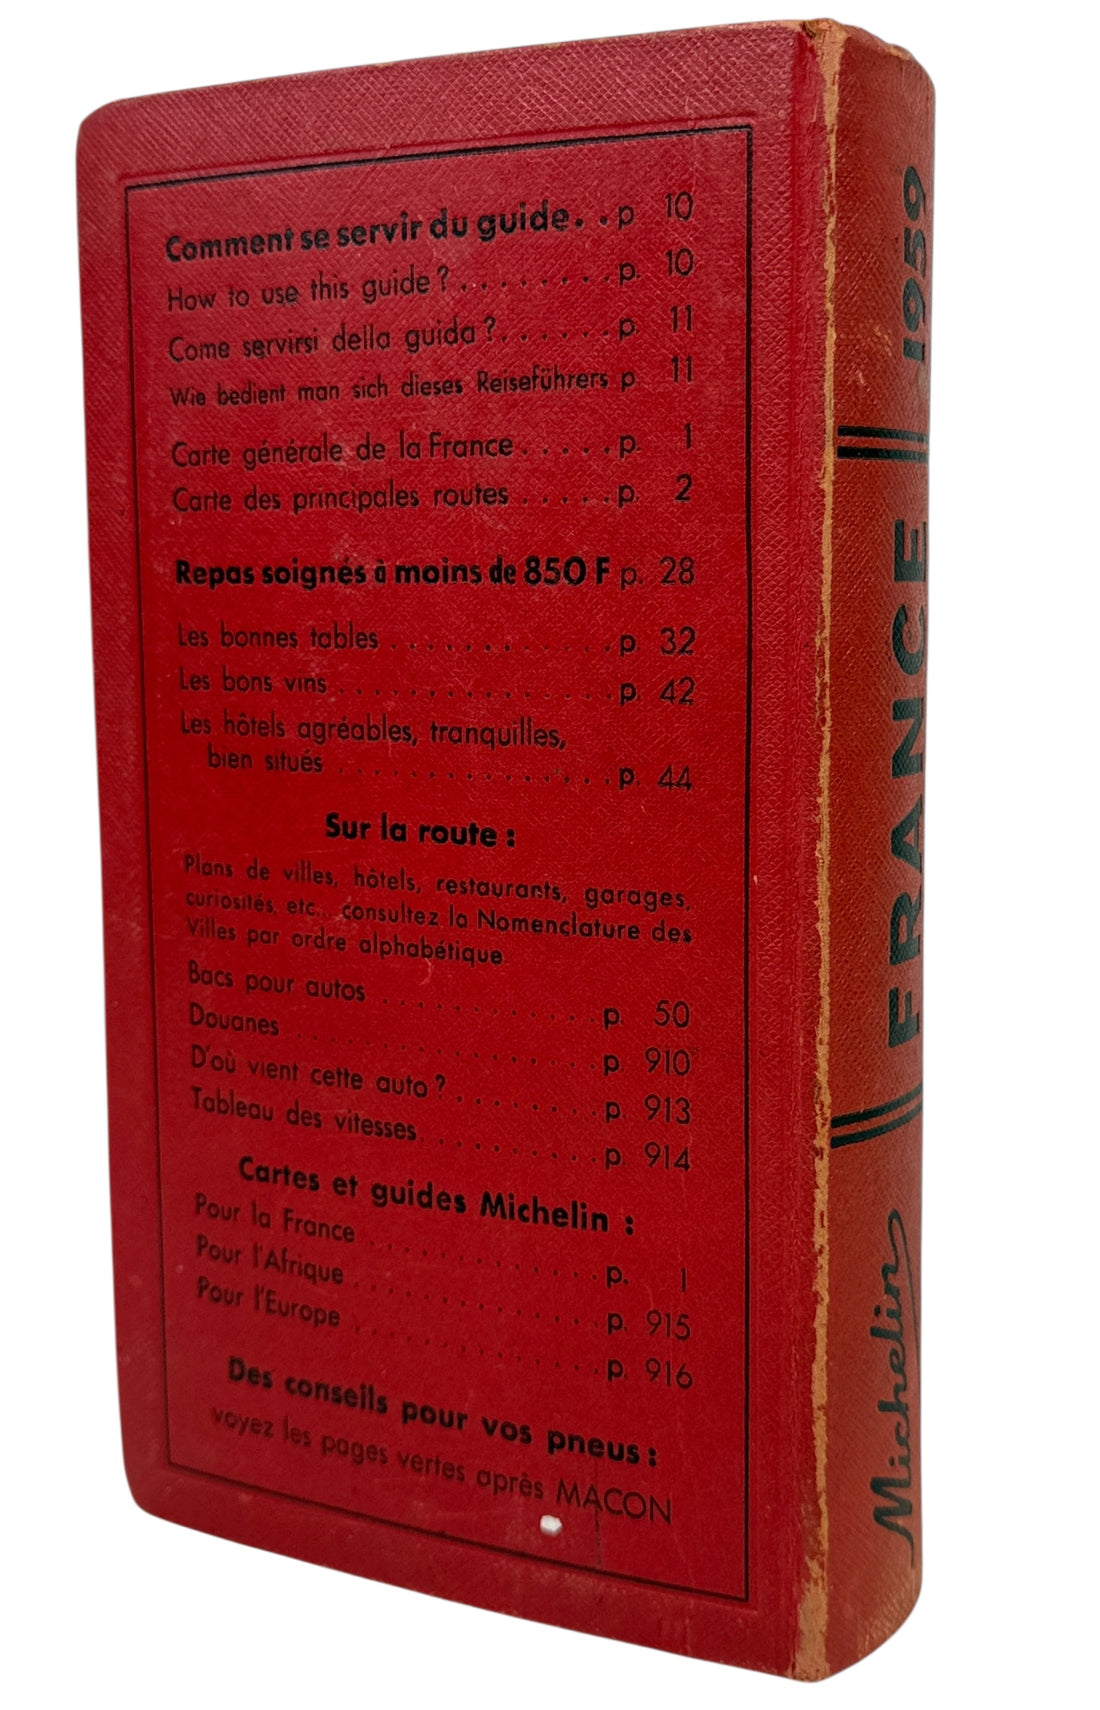 Comment se servir du guide. . p 10
How to use this guide ? . . . . . . . . p. 10
Come servirsi della guida ? . . . . . . p. 11
Wie bedient man sich dieses Reiseführers p 11
Carte générale de la France . . . . . p. 1
Carte des principales routes . . . . . p. 2
Repas soignés à moins de 850 F p. 28
Les bonnes tables . . . . . . . . . . . . p. 32
Les bons vins . . . . . . . . . . . . . . . p. 42
Les hôtels agréables, tranquilles,
bien situés . . . . . . . . . . . . . . . p. 44
Sur la route :
Plans de villes, hôtels, restaurants, garages,
curiosités, etc... consultez la Nomenclature des
Villes par ordre alphabétique
Bacs pour autos . . . . . . . . . . . . p. 50
Douanes . . . . . . . . . . . . . . . . p. 910
D'où vient cette auto ? . . . . . . . . p. 913
Tableau des vitesses . . . . . . . . . p. 914
Cartes et guides Michelin :
Pour la France . . . . . . . . . . . . p. 1
Pour l'Afrique . . . . . . . . . . . . . p. 915
Pour l'Europe . . . . . . . . . . . . . p. 916
Des conseils pour vos pneus :
voyez les pages vertes après MACON
Michelin FRANCE 1959